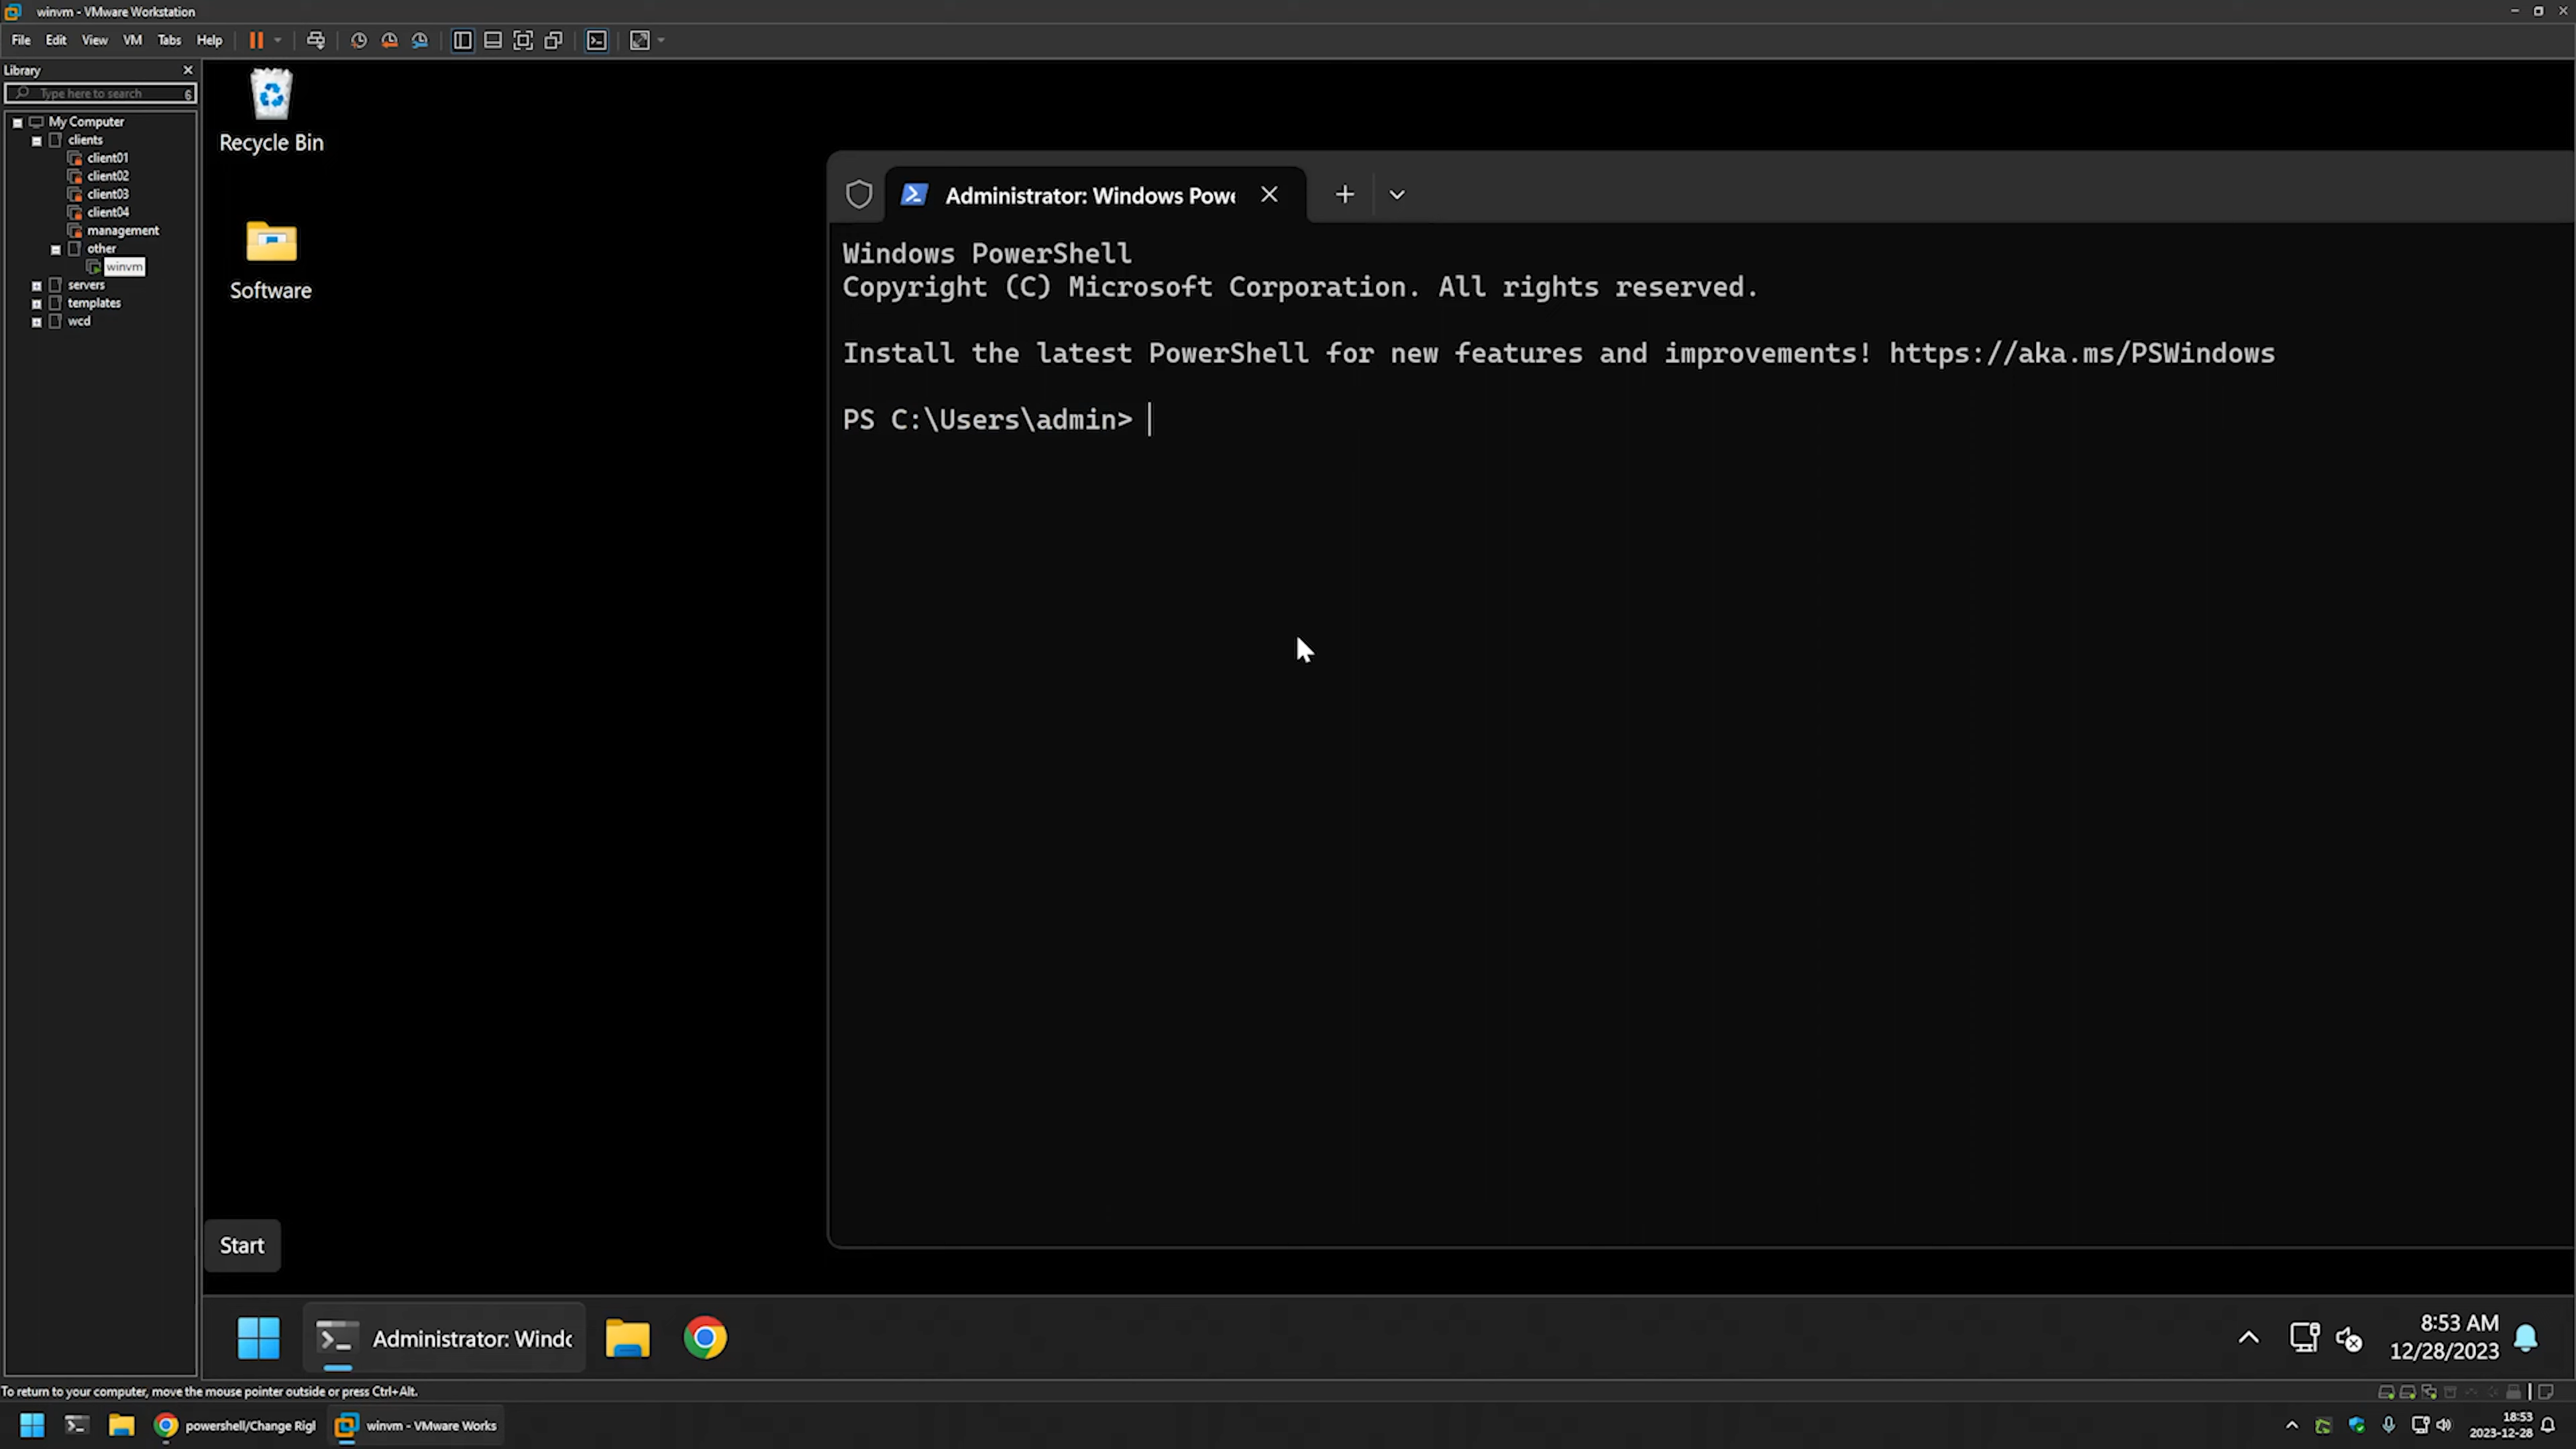 winvm - VMware Workstation
File Edit View VM Tabs Help
Library
Type here to search 6
My Computer
clients
client01
client02
client03
client04
management
other
winvm
servers
templates
wcd
Recycle Bin
Software
Administrator: Windows Powe
Windows PowerShell
Copyright (C) Microsoft Corporation. All rights reserved.
Install the latest PowerShell for new features and improvements! https://aka.ms/PSWindows
PS C:\Users\admin>
Start
Administrator: Windo
8:53 AM
12/28/2023
To return to your computer, move the mouse pointer outside or press Ctrl+Alt.
powershell/Change Rigl
winvm - VMware Works
18:53
2023-12-28